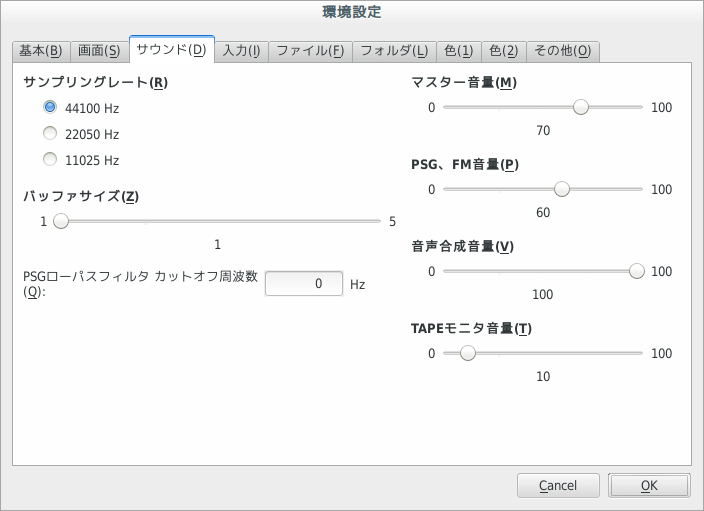 環境設定
基本(B) 画面(S) サウンド(D) 入力(I) ファイル(F) フォルダ(L) 色(1) 色(2) その他(O)
サンプリングレート(R)
44100 Hz
22050 Hz
11025 Hz
バッファサイズ(Z)
1 5
1
PSGローパスフィルタ カットオフ周波数
(Q):
0 Hz
マスター音量(M)
0 100
70
PSG、FM音量(P)
0 100
60
音声合成音量(V)
0 100
100
TAPEモニタ音量(T)
0 100
10
Cancel OK